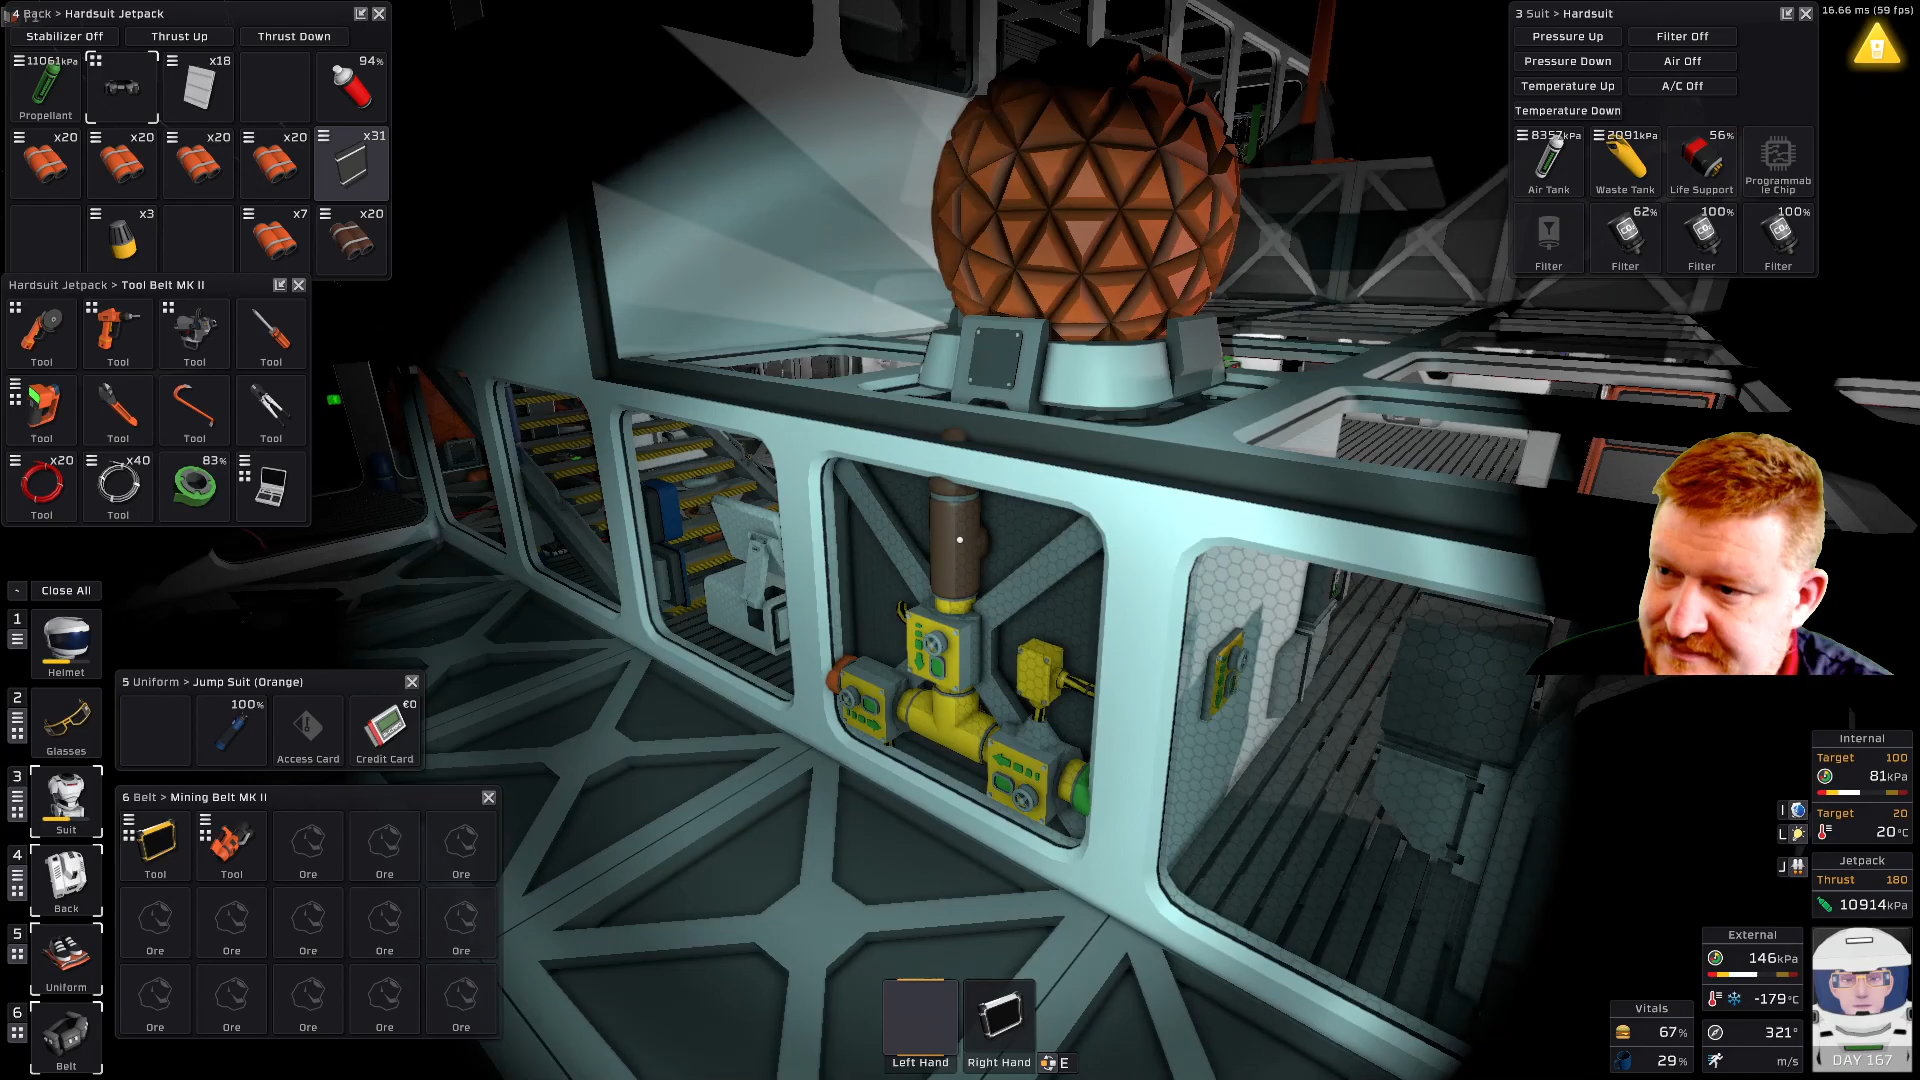 4 Back > Hardsuit Jetpack
Stabilizer Off
Thrust Up
Thrust Down
11061kPa
x18
94%
Propellant
x20
x20
x20
x20
x31
x3
x7
x20
Hardsuit Jetpack > Tool Belt MK II
Tool
Tool
Tool
Tool
Tool
Tool
Tool
Tool
x20
x40
83%
Tool
Tool
~
Close All
1
Helmet
2
Glasses
3
Suit
4
Back
5
Uniform
6
Belt
5 Uniform > Jump Suit (Orange)
100%
€0
Access Card
Credit Card
6 Belt > Mining Belt MK II
Tool
Tool
Ore
Ore
Ore
Ore
Ore
Ore
Ore
Ore
Ore
Ore
Ore
Ore
Ore
Left Hand
Right Hand
E
3 Suit > Hardsuit
Pressure Up
Filter Off
Pressure Down
Air Off
Temperature Up
A/C Off
Temperature Down
8357kPa
2091kPa
56%
Air Tank
Waste Tank
Life Support
Programmab
le Chip
62%
100%
100%
Filter
Filter
Filter
Filter
16.66 ms (59 fps)
Internal
Target 100
81kPa
Target 20
20°C
I
L
J
Jetpack
Thrust 180
10914kPa
External
146kPa
-179°C
Vitals
67%
29%
321°
m/s
DAY 167